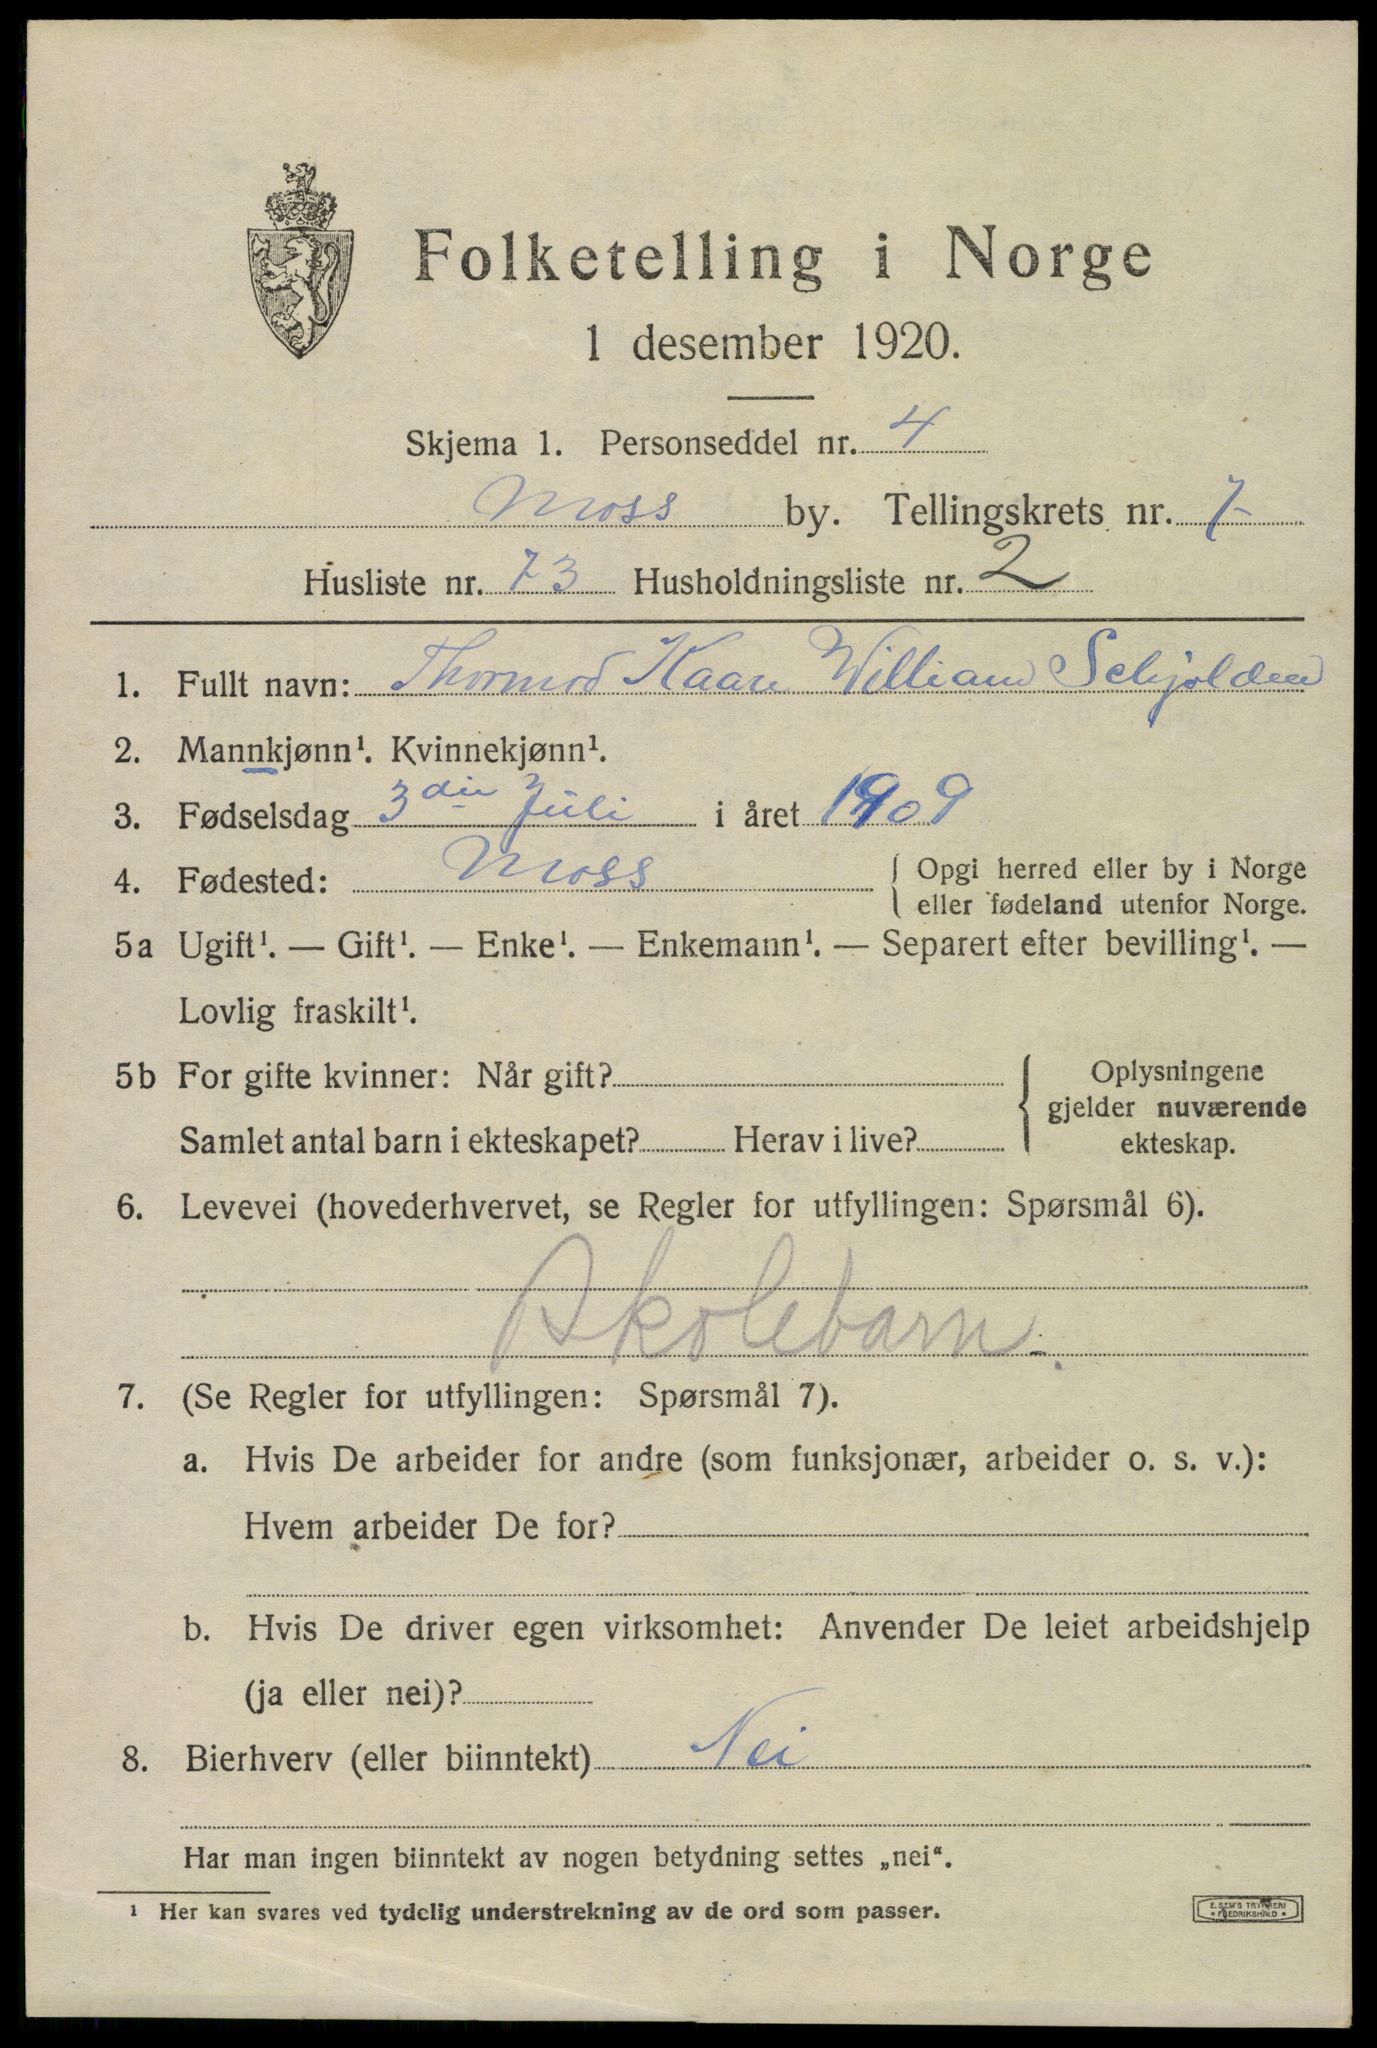 Folketelling i Norge
1 desember 1920.
Skjema 1. Personseddel nr. 4
Moss by. Tellingskrets nr. 7
Husliste nr. 73 Husholdningsliste nr. 2
1. Fullt navn: Thormod Kaare William Schjolden
2. Mannkjønn¹. Kvinnekjønn¹.
3. Fødselsdag 3die Juli i året 1909
4. Fødested: Moss { Opgi herred eller by i Norge
eller fødeland utenfor Norge.
5a Ugift¹. — Gift¹. — Enke¹. — Enkemann¹. — Separert efter bevilling¹. —
Lovlig fraskilt¹.
5b For gifte kvinner: Når gift? { Oplysningene
gjelder nuværende
Samlet antal barn i ekteskapet? Herav i live? ekteskap.
6. Levevei (hovederhvervet, se Regler for utfyllingen: Spørsmål 6).
Skolebarn.
7. (Se Regler for utfyllingen: Spørsmål 7).
a. Hvis De arbeider for andre (som funksjonær, arbeider o. s. v.):
Hvem arbeider De for?
b. Hvis De driver egen virksomhet: Anvender De leiet arbeidshjelp
(ja eller nei)?
8. Bierhverv (eller biinntekt) Nei
Har man ingen biinntekt av nogen betydning settes „nei“.
¹ Her kan svares ved tydelig understrekning av de ord som passer.
E. SEM'S TRYKKERI
* FREDRIKSHALD *